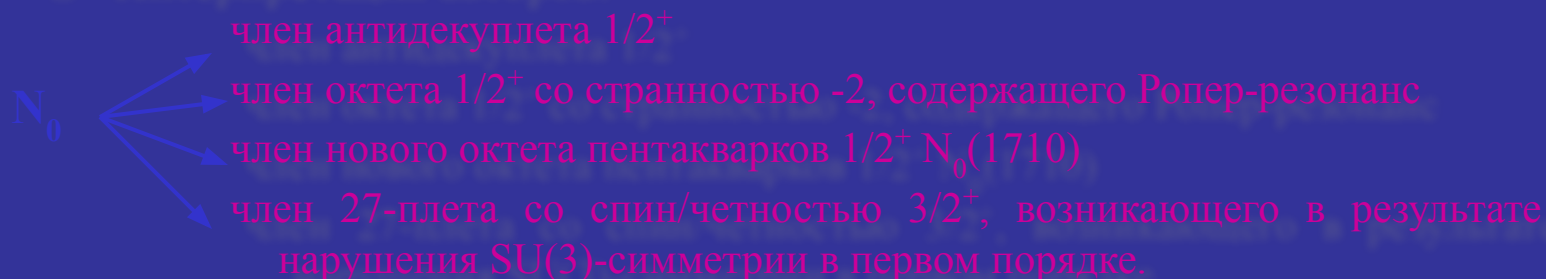 член антидекуплета 1/2⁺
член октета 1/2⁺ со странностью -2, содержащего Ропер-резонанс
N₀
член нового октета пентакварков 1/2⁺ N₀(1710)
член 27-плета со спин/четностью 3/2⁺, возникающего в результате
нарушения SU(3)-симметрии в первом порядке.